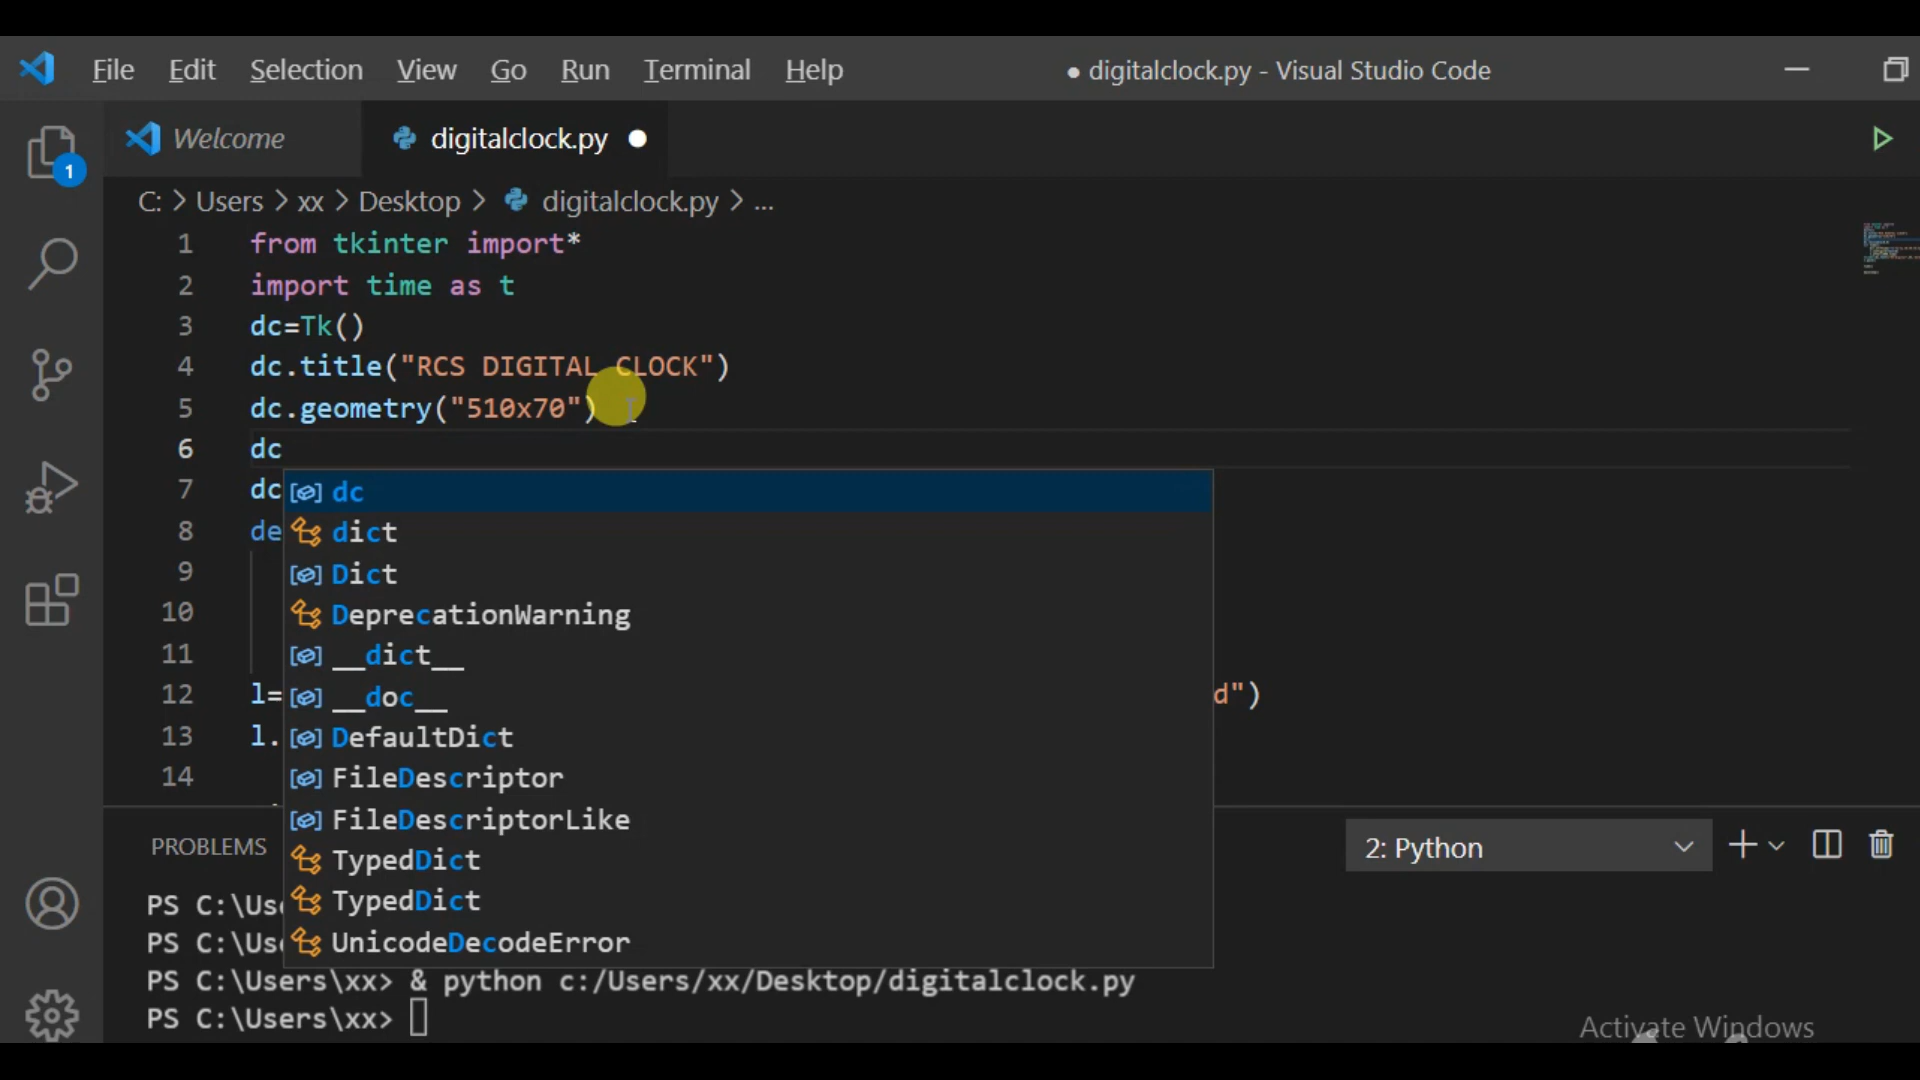 File Edit Selection View Go Run Terminal Help ● digitalclock.py - Visual Studio Code
Welcome digitalclock.py
1
C: > Users > xx > Desktop > digitalclock.py > ...
1 from tkinter import*
2 import time as t
3 dc=Tk()
4 dc.title("RCS DIGITAL CLOCK")
5 dc.geometry("510x70")
6 dc
7 dc
dc
8 de
dict
9
Dict
10
DeprecationWarning
11
__dict__
12 l= d")
__doc__
13 l.
DefaultDict
14
FileDescriptor
FileDescriptorLike
TypedDict
TypedDict
UnicodeDecodeError
PROBLEMS 2: Python
PS C:\Use
PS C:\Use
PS C:\Users\xx> & python c:/Users/xx/Desktop/digitalclock.py
PS C:\Users\xx>
Activate Windows